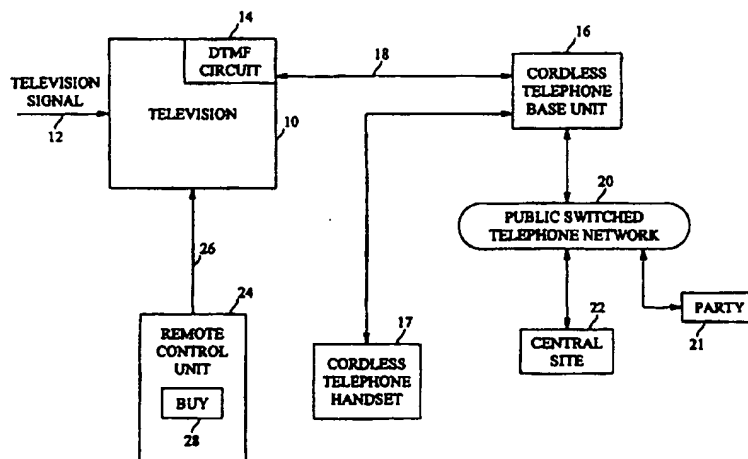 14
16
DTMF
CIRCUIT
18
CORDLESS
TELEPHONE
BASE UNIT
TELEVISION
SIGNAL
12
TELEVISION
10
20
PUBLIC SWITCHED
TELEPHONE NETWORK
26
24
REMOTE
CONTROL
UNIT
BUY
28
17
CORDLESS
TELEPHONE
HANDSET
22
CENTRAL
SITE
PARTY
21